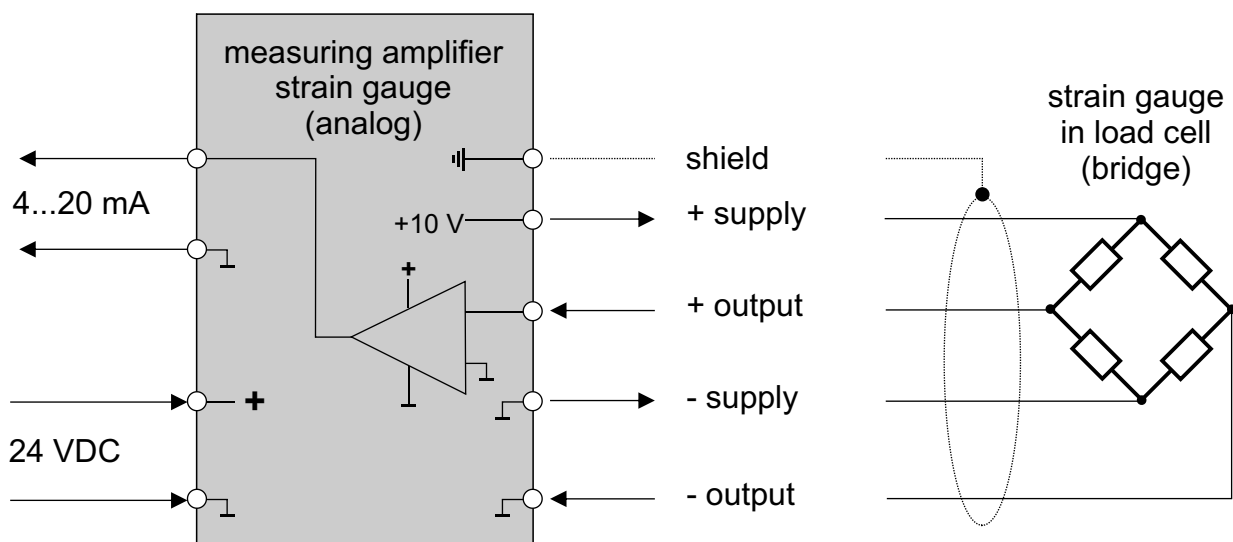 measuring amplifier
strain gauge
(analog)
strain gauge
in load cell
(bridge)
4...20 mA
24 VDC
+10 V
+
+
shield
+ supply
+ output
- supply
- output